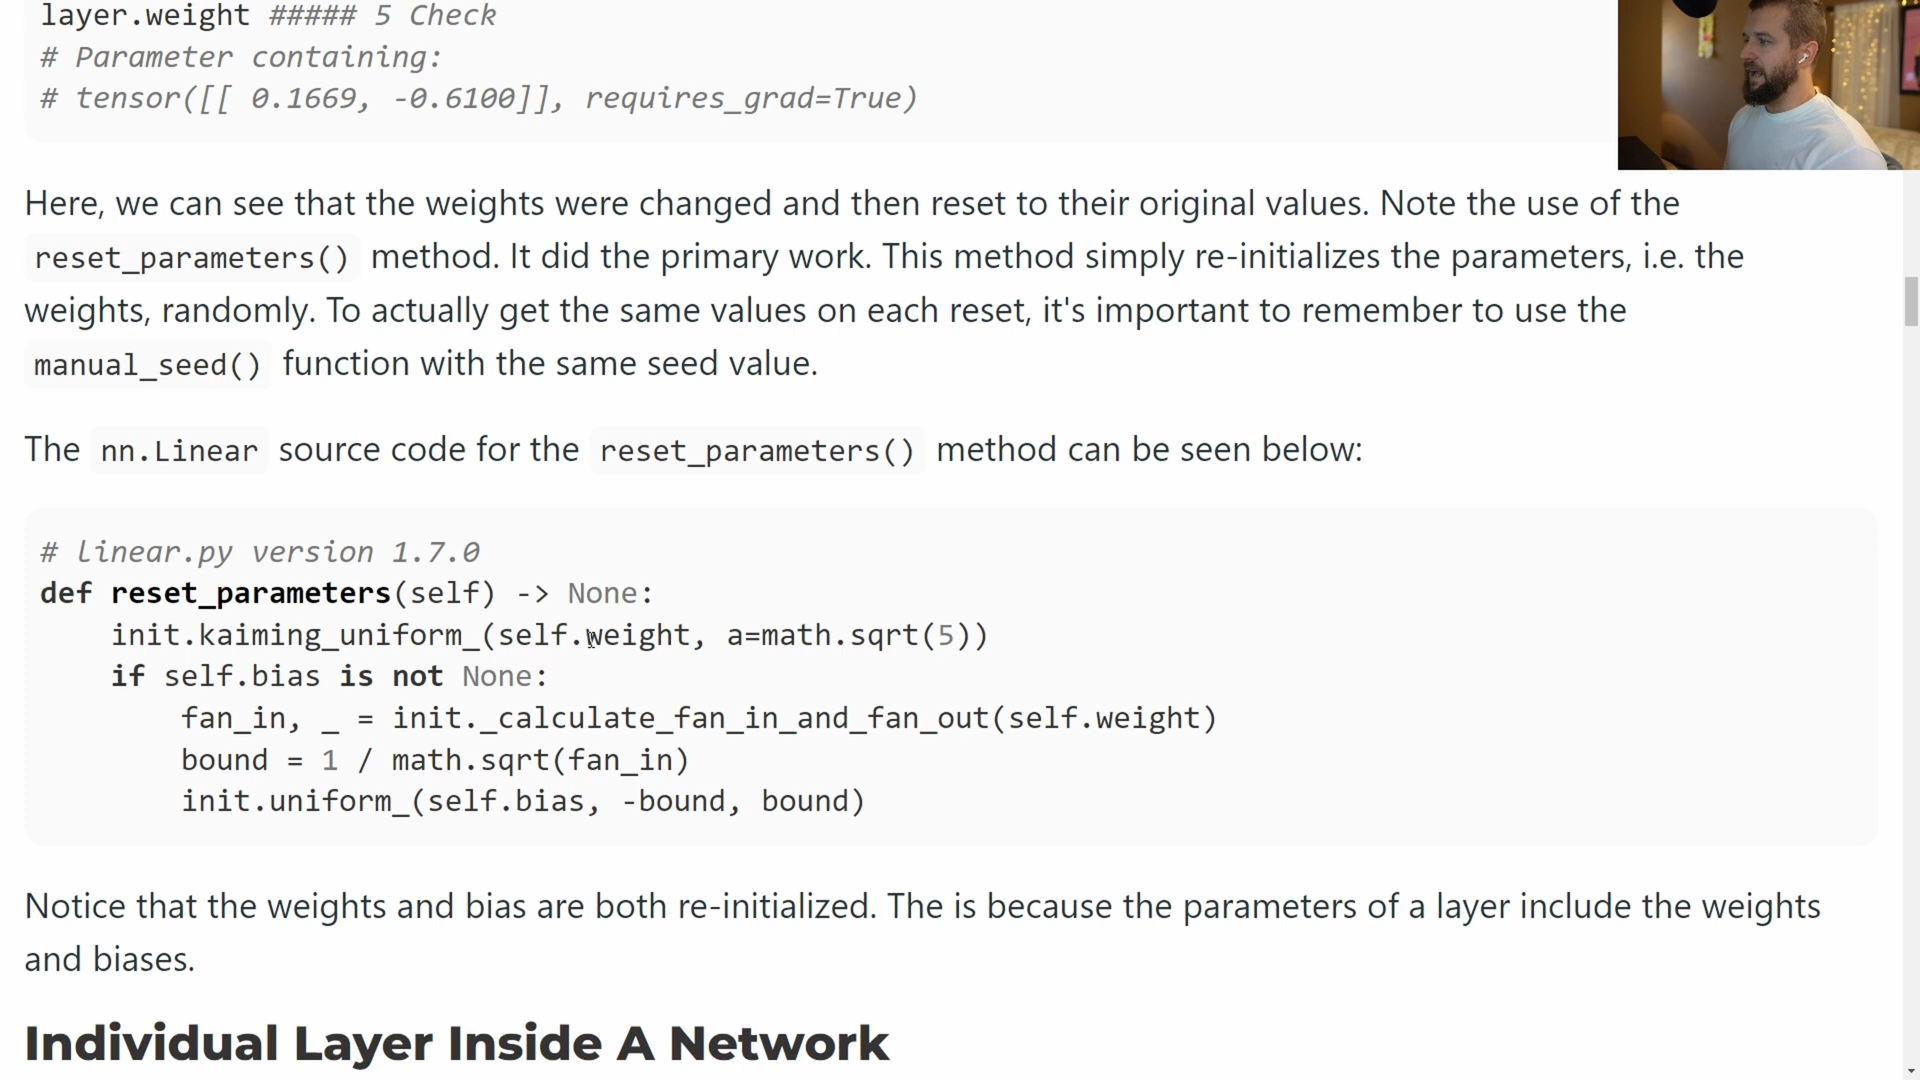 layer.weight ##### 5 Check
# Parameter containing:
# tensor([[ 0.1669, -0.6100]], requires_grad=True)
Here, we can see that the weights were changed and then reset to their original values. Note the use of the
reset_parameters() method. It did the primary work. This method simply re-initializes the parameters, i.e. the
weights, randomly. To actually get the same values on each reset, it's important to remember to use the
manual_seed() function with the same seed value.
The nn.Linear source code for the reset_parameters() method can be seen below:
# linear.py version 1.7.0
def reset_parameters(self) -> None:
    init.kaiming_uniform_(self.weight, a=math.sqrt(5))
    if self.bias is not None:
        fan_in, _ = init._calculate_fan_in_and_fan_out(self.weight)
        bound = 1 / math.sqrt(fan_in)
        init.uniform_(self.bias, -bound, bound)
Notice that the weights and bias are both re-initialized. The is because the parameters of a layer include the weights
and biases.
Individual Layer Inside A Network